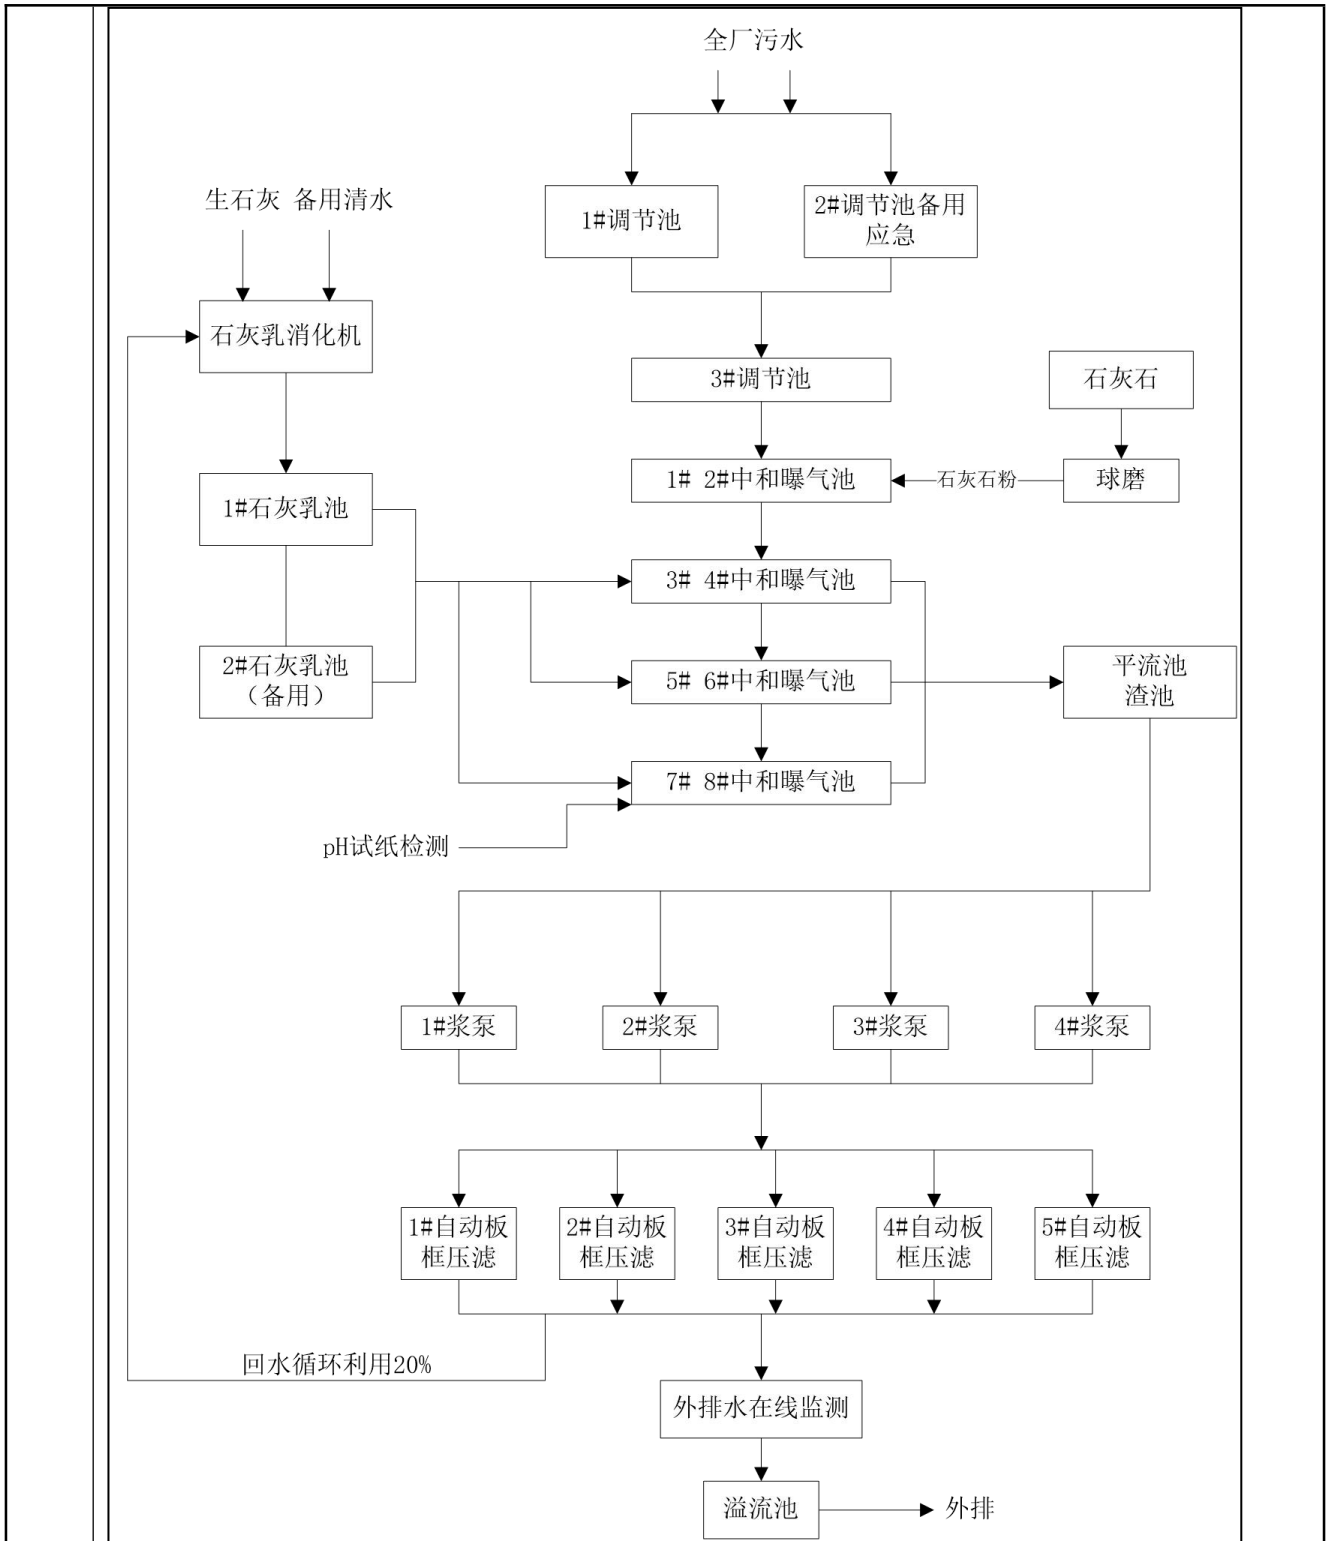 全厂污水
生石灰 备用清水
1#调节池
2#调节池备用
应急
石灰乳消化机
3#调节池
石灰石
1#石灰乳池
1# 2#中和曝气池
石灰石粉
球磨
3# 4#中和曝气池
2#石灰乳池
（备用）
5# 6#中和曝气池
平流池
渣池
7# 8#中和曝气池
pH试纸检测
1#浆泵
2#浆泵
3#浆泵
4#浆泵
1#自动板
框压滤
2#自动板
框压滤
3#自动板
框压滤
4#自动板
框压滤
5#自动板
框压滤
回水循环利用20%
外排水在线监测
溢流池
外排